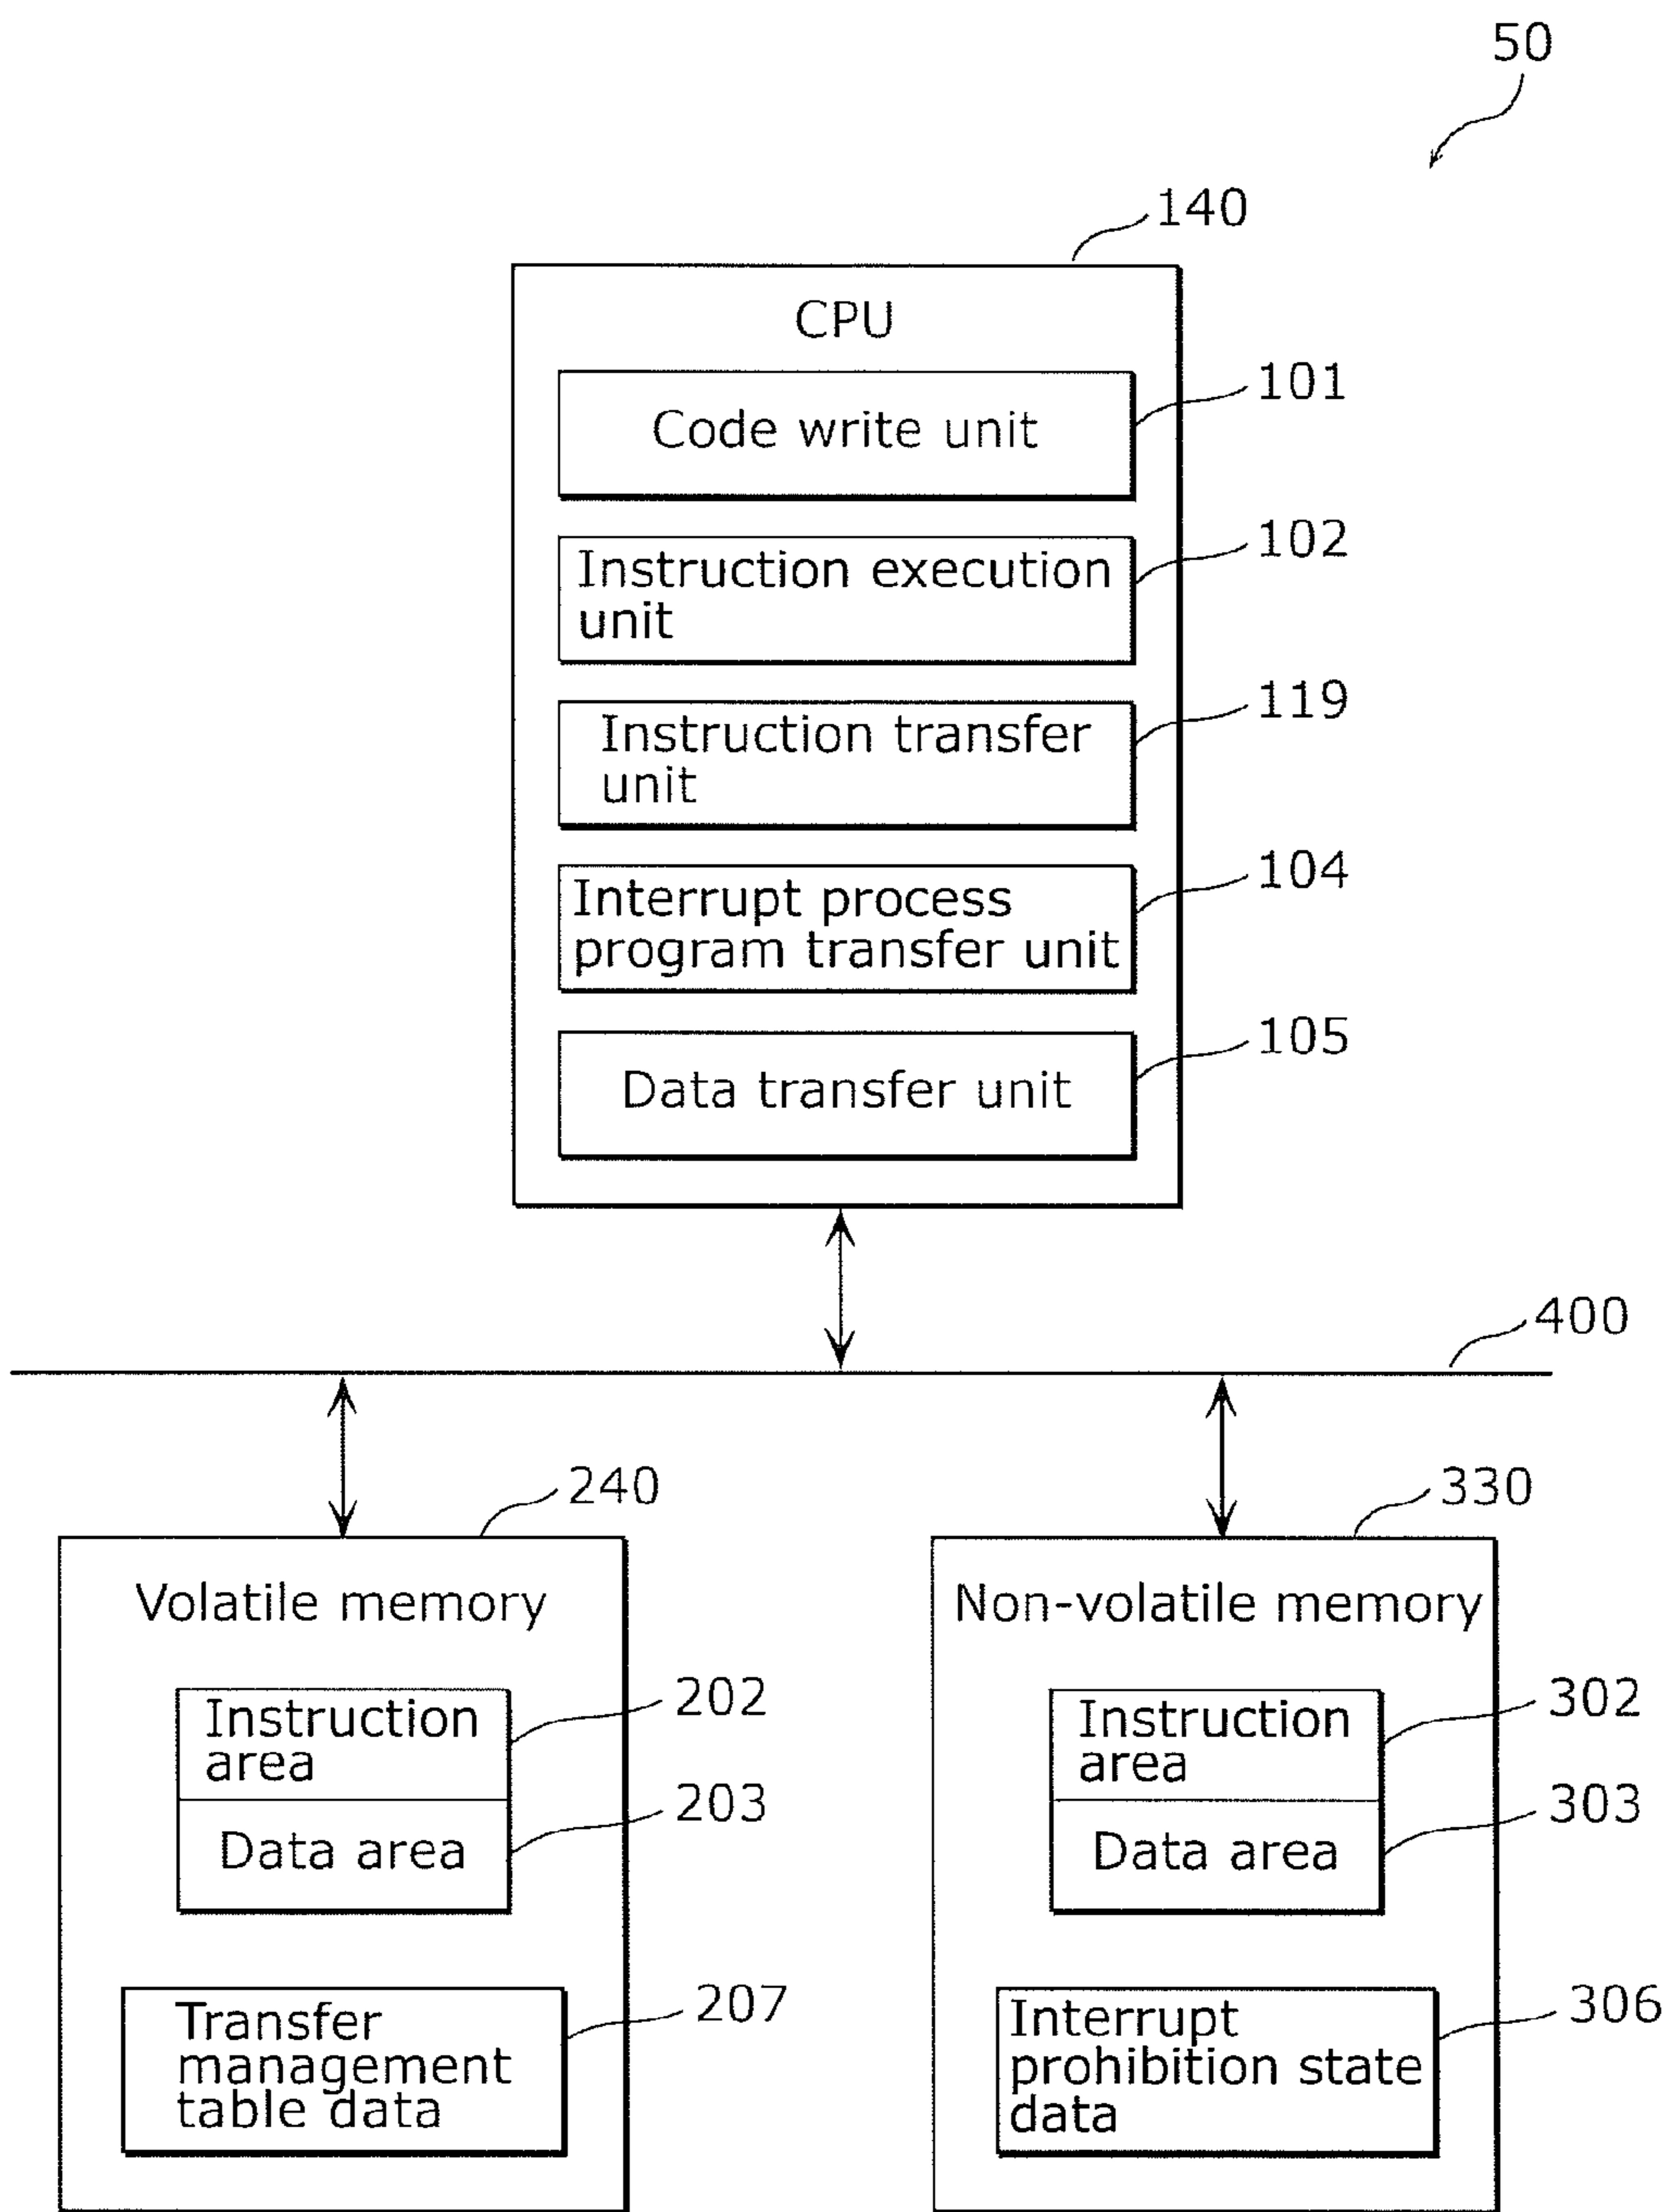 50
140
CPU
Code write unit
101
Instruction execution
unit
102
Instruction transfer
unit
119
Interrupt process
program transfer unit
104
Data transfer unit
105
400
240
Volatile memory
Instruction
area
202
Data area
203
Transfer
management
table data
207
330
Non-volatile memory
Instruction
area
302
Data area
303
Interrupt
prohibition state
data
306